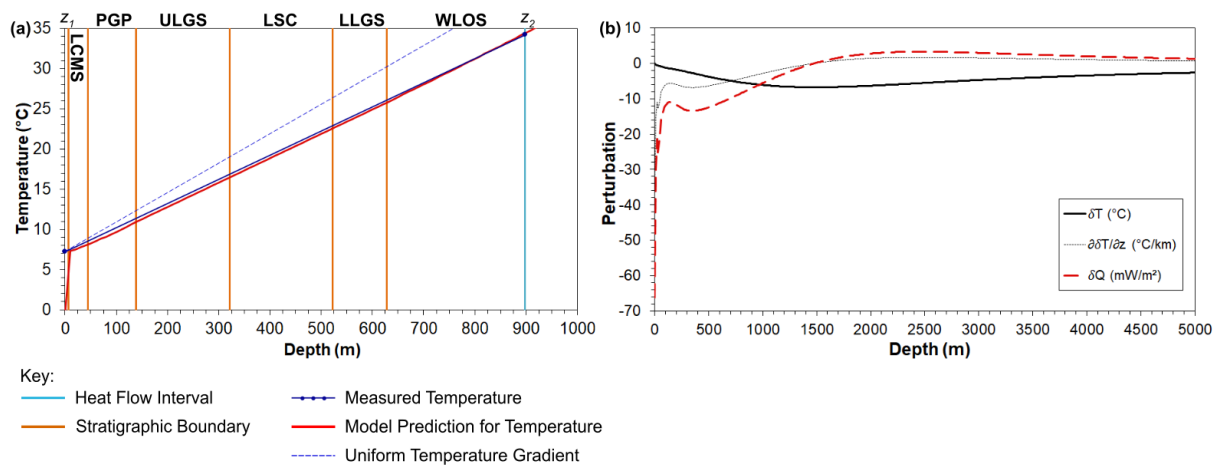 (a)
z1 PGP ULGS LSC LLGS WLOS z2
LCMS
Temperature (°C)
35
30
25
20
15
10
5
0
0 100 200 300 400 500 600 700 800 900 1000
Depth (m)
(b)
Perturbation
10
0
-10
-20
-30
-40
-50
-60
-70
δT (°C)
∂δT/∂z (°C/km)
δQ (mW/m²)
0 500 1000 1500 2000 2500 3000 3500 4000 4500 5000
Depth (m)
Key:
Heat Flow Interval
Stratigraphic Boundary
Measured Temperature
Model Prediction for Temperature
Uniform Temperature Gradient